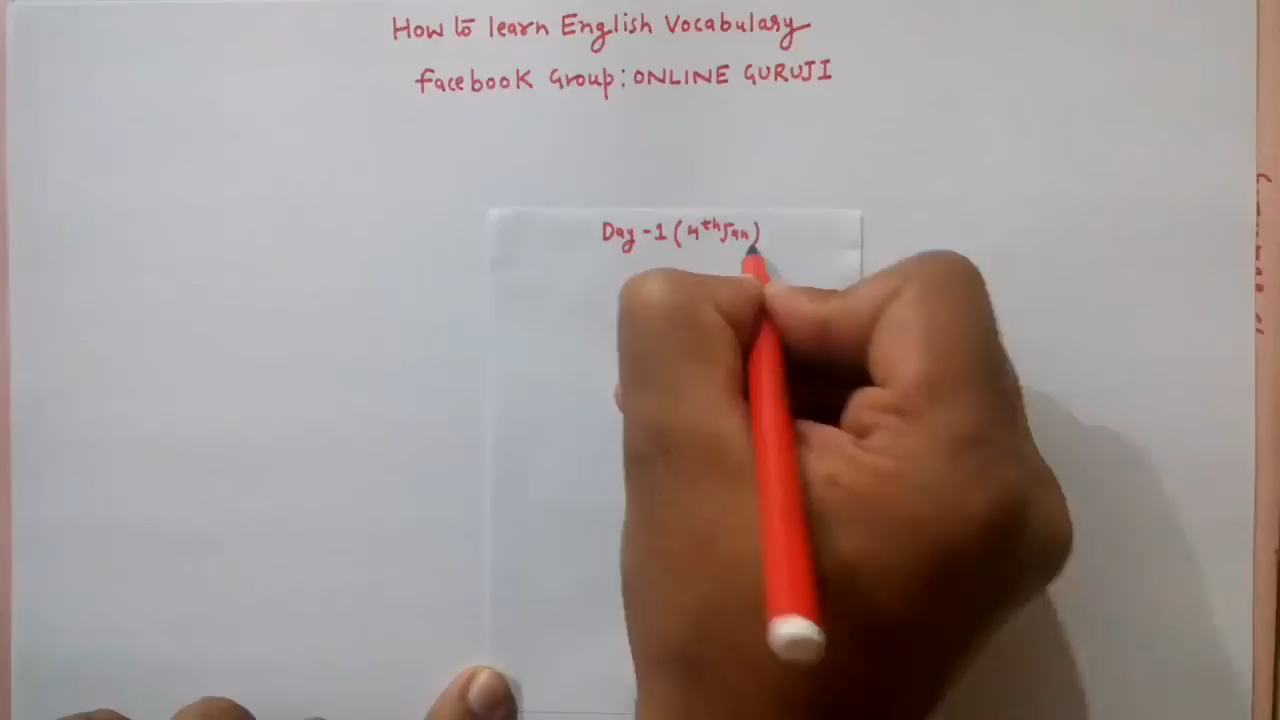 How to learn English Vocabulary
facebook Group: ONLINE GURUJI
Day -1 (4th Jan)